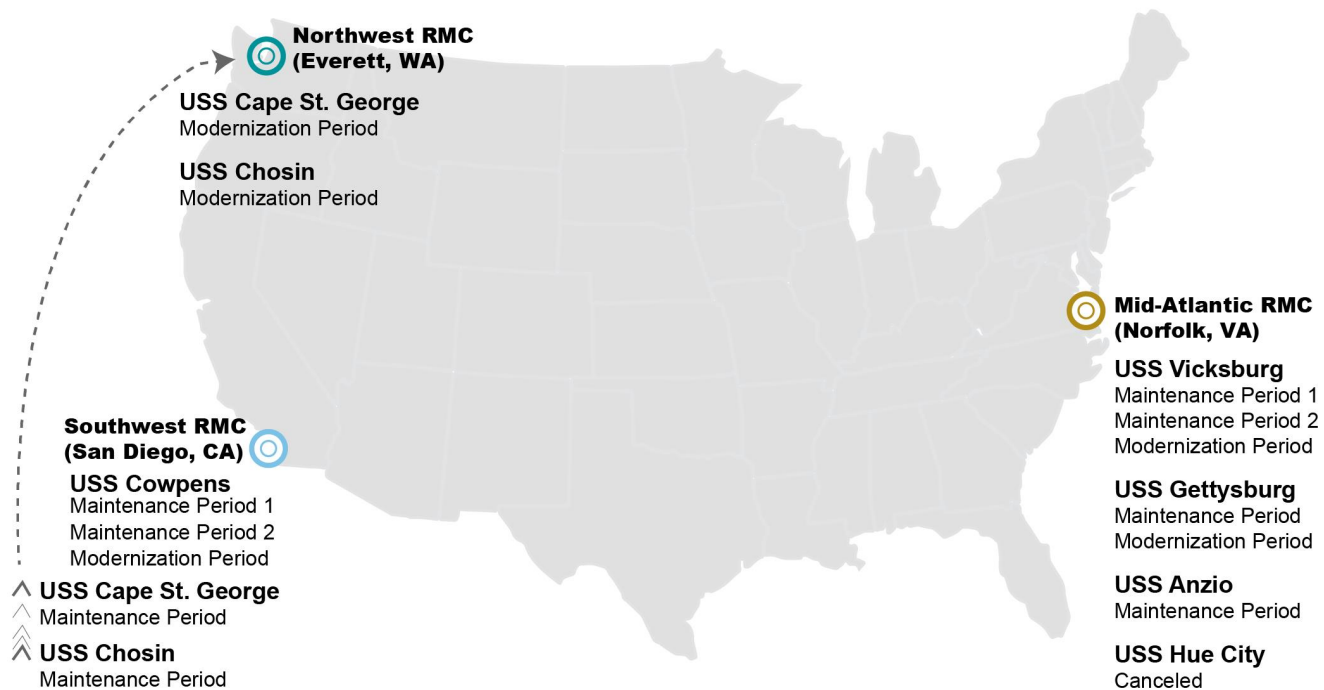 Northwest RMC
(Everett, WA)
USS Cape St. George
Modernization Period
USS Chosin
Modernization Period
Southwest RMC
(San Diego, CA)
USS Cowpens
Maintenance Period 1
Maintenance Period 2
Modernization Period
USS Cape St. George
Maintenance Period
USS Chosin
Maintenance Period
Mid-Atlantic RMC
(Norfolk, VA)
USS Vicksburg
Maintenance Period 1
Maintenance Period 2
Modernization Period
USS Gettysburg
Maintenance Period
Modernization Period
USS Anzio
Maintenance Period
USS Hue City
Canceled